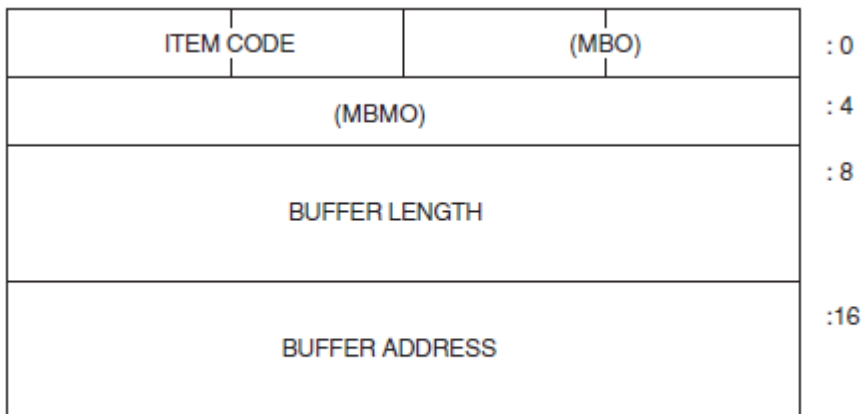 ITEM CODE (MBO) : 0
(MBMO) : 4
: 8
BUFFER LENGTH
:16
BUFFER ADDRESS